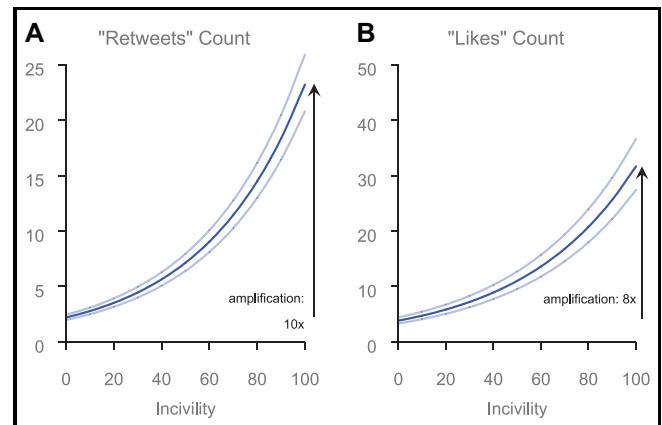 A "Retweets" Count
25
20
15
10
5
0
0 20 40 60 80 100
Incivility
amplification:
10x
B "Likes" Count
50
40
30
20
10
0
0 20 40 60 80 100
Incivility
amplification: 8x